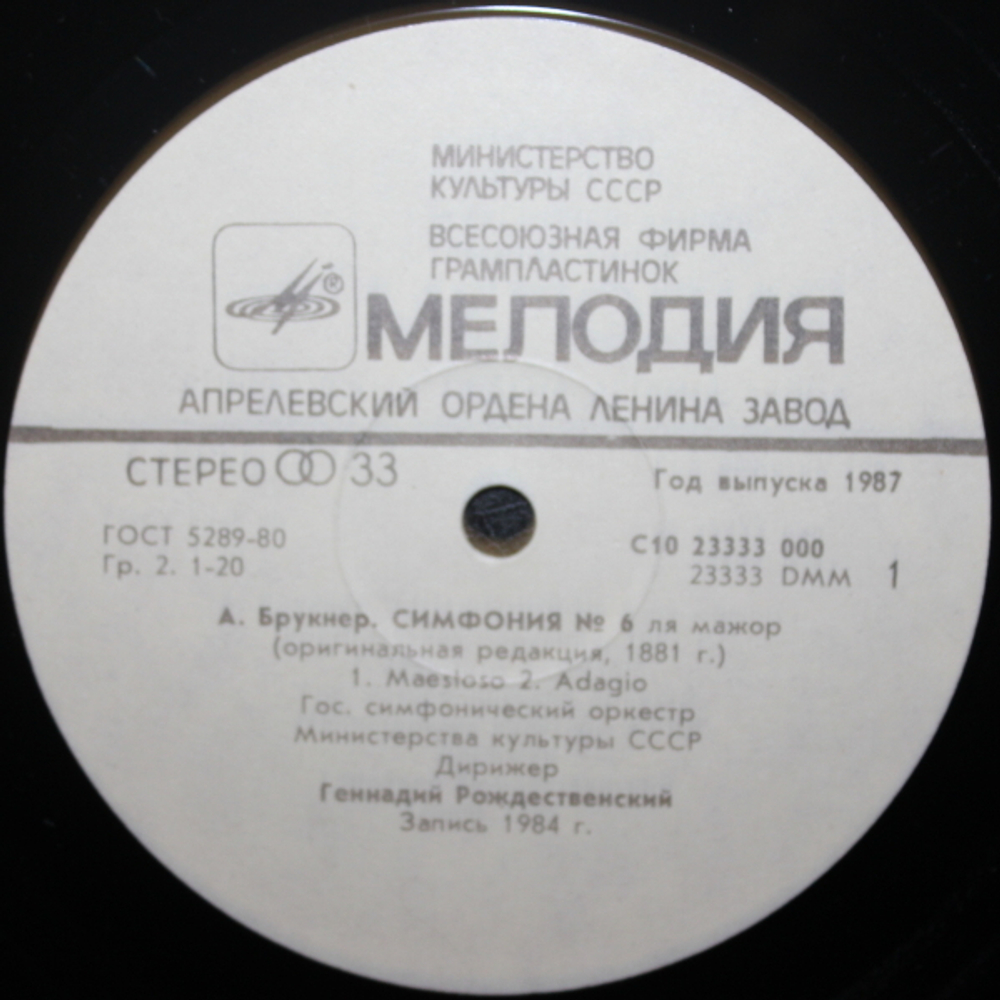 МИНИСТЕРСТВО
КУЛЬТУРЫ СССР
ВСЕСОЮЗНАЯ ФИРМА
ГРАМПЛАСТИНОК
МЕЛОДИЯ
АПРЕЛЕВСКИЙ ОРДЕНА ЛЕНИНА ЗАВОД
СТЕРЕО 33
Год выпуска 1987
ГОСТ 5289-80
Гр. 2. 1-20
С10 23333 000
23333 DMM 1
А. Брукнер. СИМФОНИЯ № 6 ля мажор
(оригинальная редакция, 1881 г.)
1. Maesioso 2. Adagio
Гос. симфонический оркестр
Министерства культуры СССР
Дирижер
Геннадий Рождественский
Запись 1984 г.